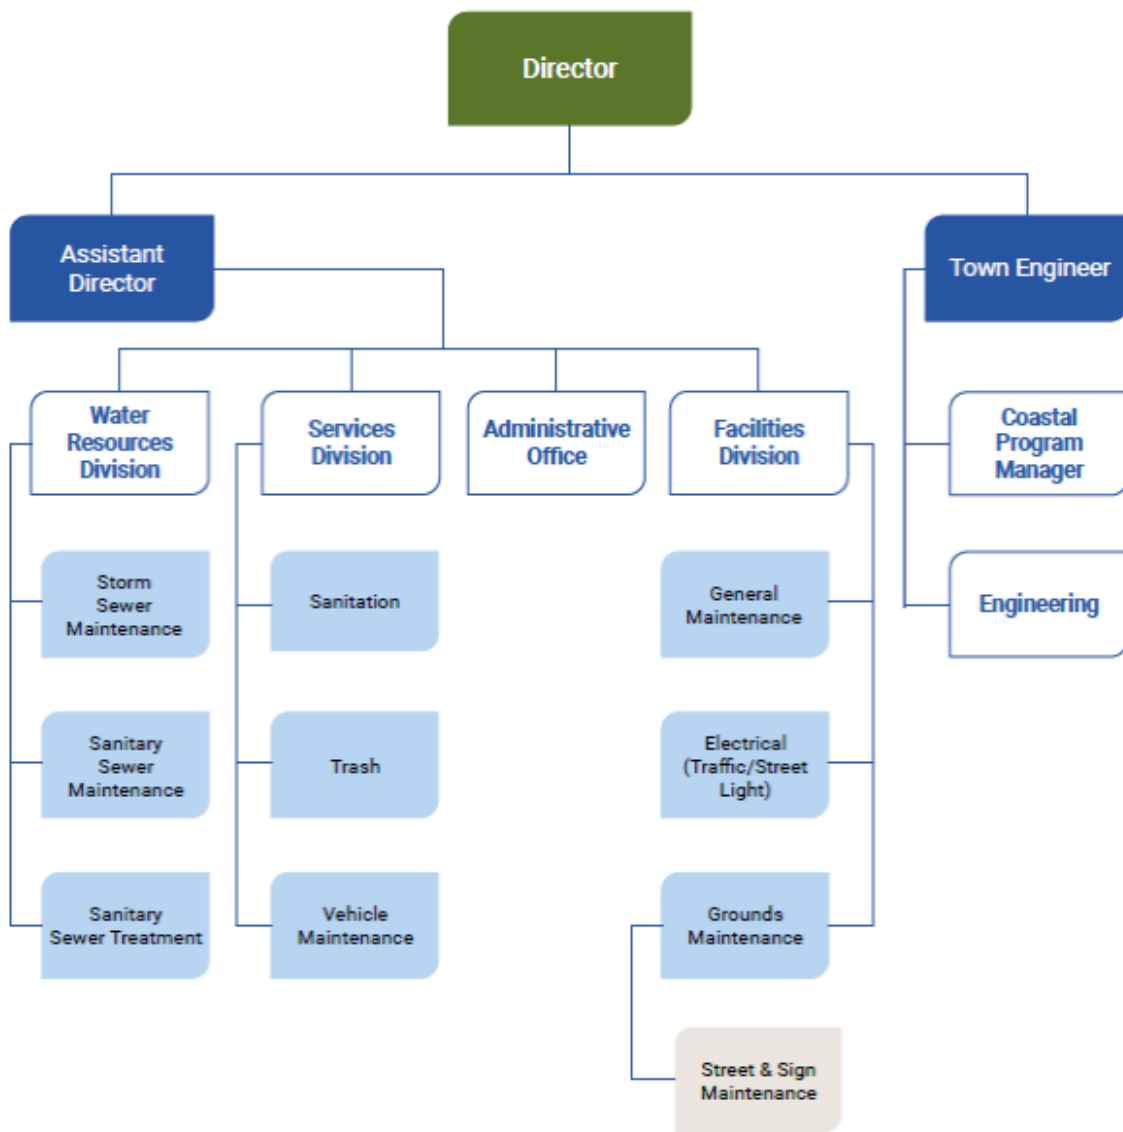 Director
Assistant
Director
Town Engineer
Water
Resources
Division
Services
Division
Administrative
Office
Facilities
Division
Coastal
Program
Manager
Storm
Sewer
Maintenance
Sanitation
General
Maintenance
Engineering
Sanitary
Sewer
Maintenance
Trash
Electrical
(Traffic/Street
Light)
Sanitary
Sewer Treatment
Vehicle
Maintenance
Grounds
Maintenance
Street & Sign
Maintenance